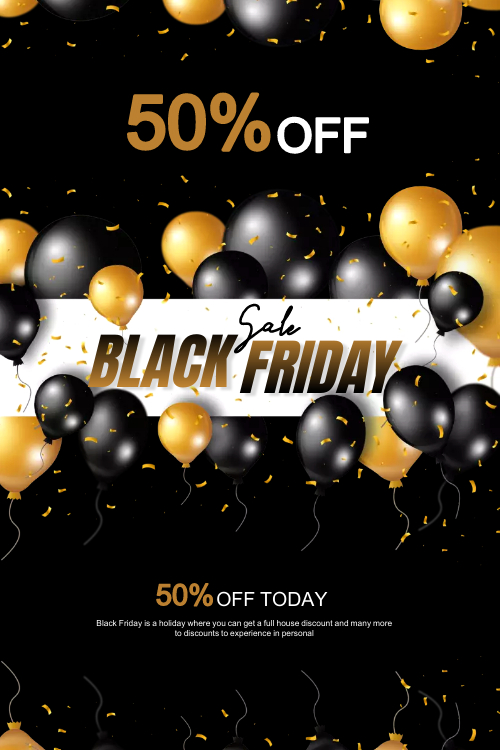 50% OFF
Sale
BLACK FRIDAY
50% OFF TODAY
Black Friday is a holiday where you can get a full house discount and many more
to discounts to experience in personal